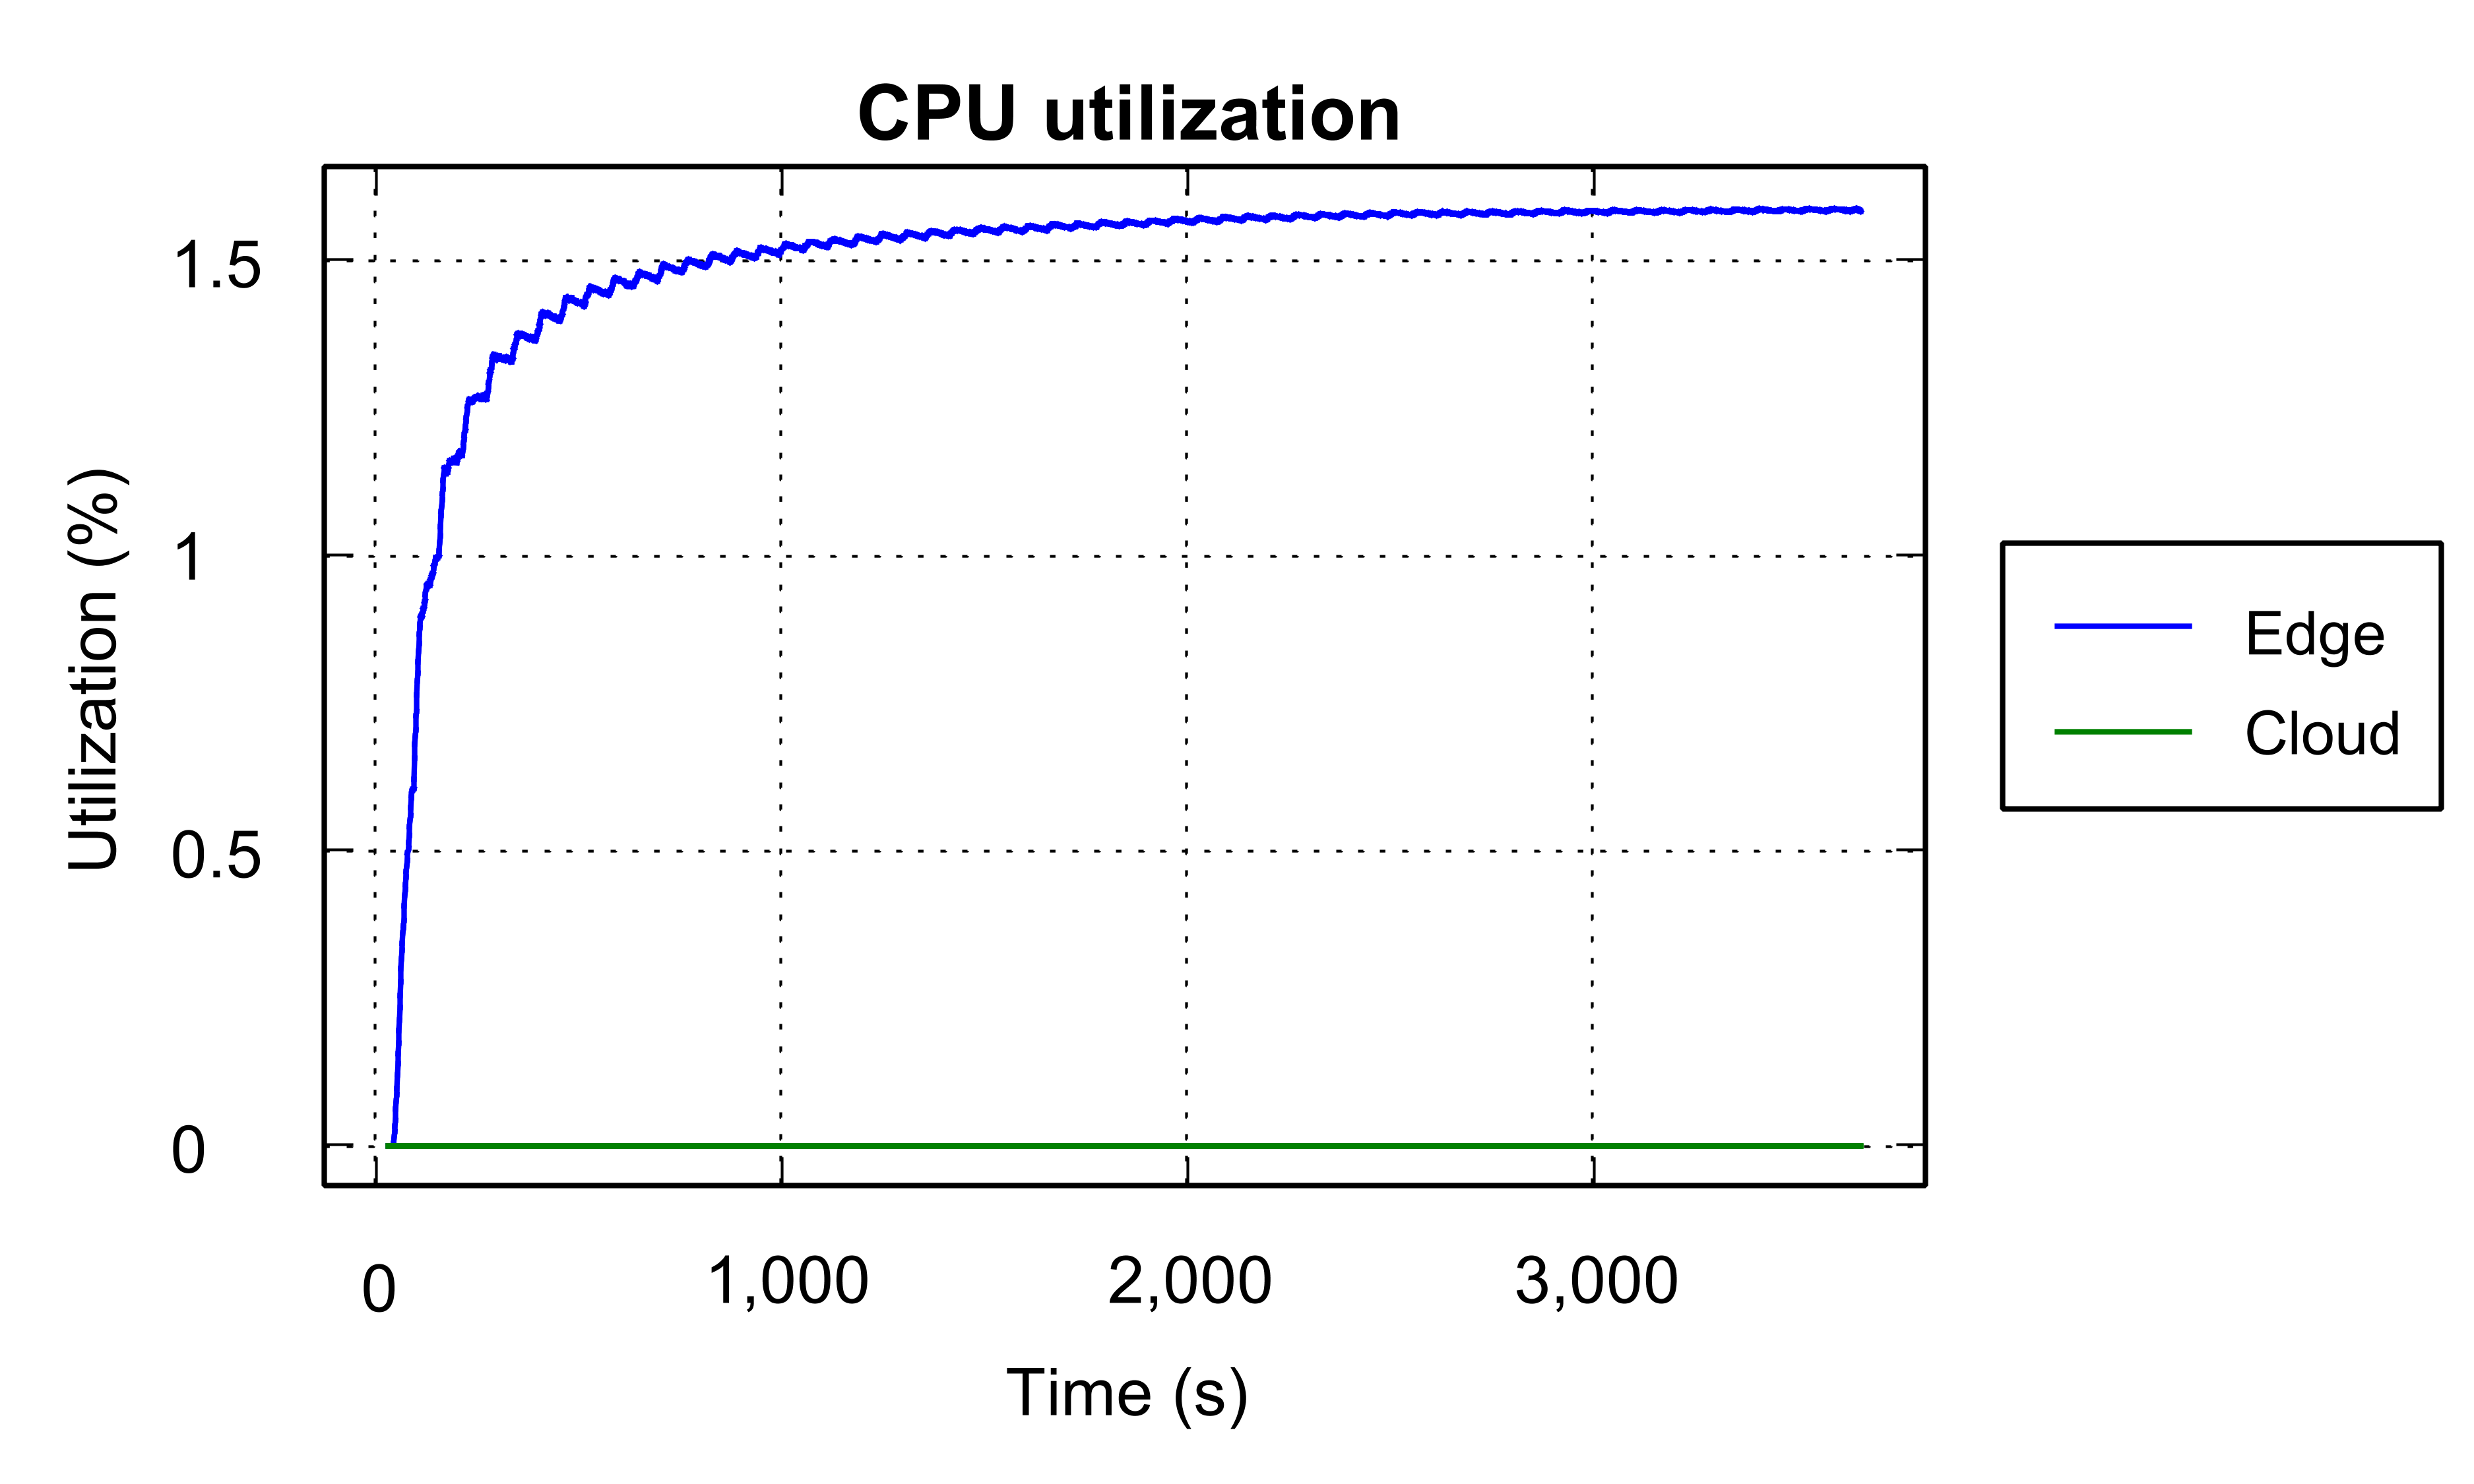 CPU utilization
Utilization (%)
1.5
1
0.5
0
0
1,000
2,000
3,000
Time (s)
Edge
Cloud